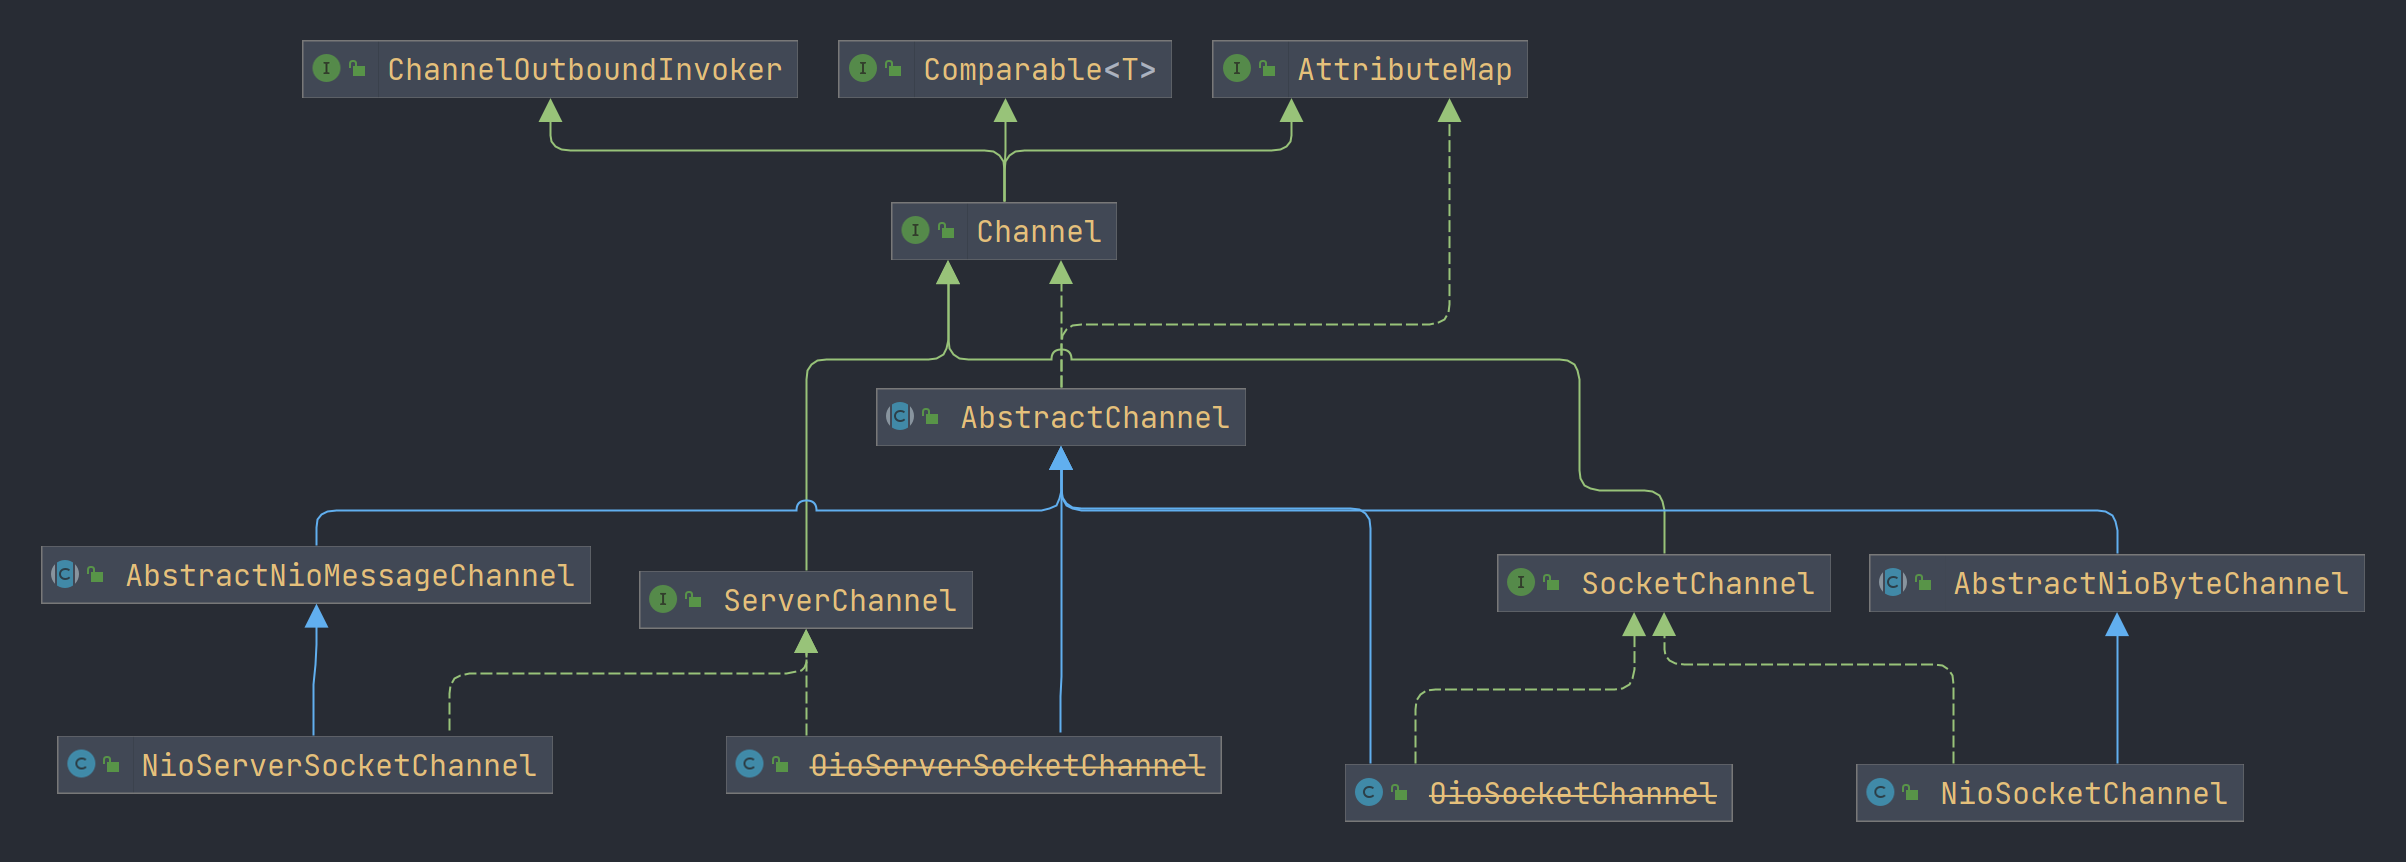 I ChannelOutboundInvoker
I Comparable<T>
I AttributeMap
I Channel
C AbstractChannel
C AbstractNioMessageChannel
I ServerChannel
I SocketChannel
C AbstractNioByteChannel
C NioServerSocketChannel
C OioServerSocketChannel
C OioSocketChannel
C NioSocketChannel